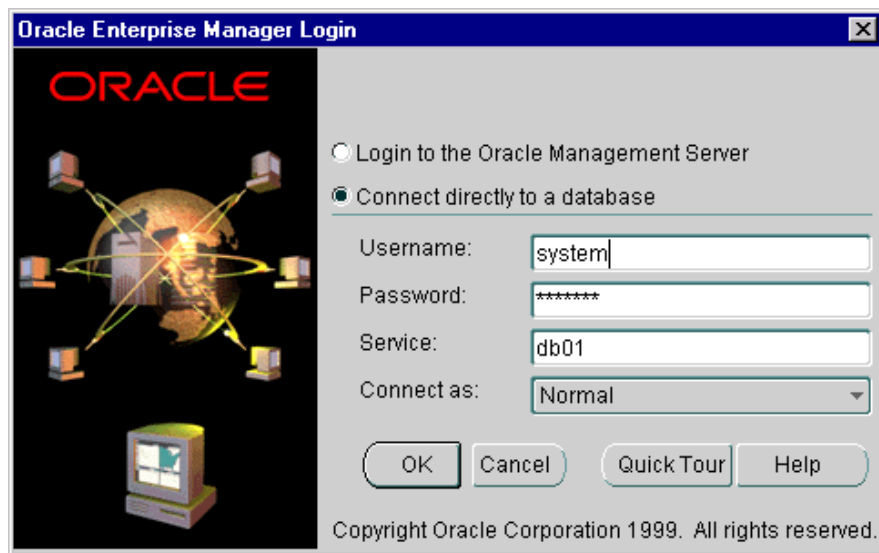 Oracle Enterprise Manager Login
ORACLE
Login to the Oracle Management Server
Connect directly to a database
Username: system
Password: *******
Service: db01
Connect as: Normal
OK Cancel Quick Tour Help
Copyright Oracle Corporation 1999. All rights reserved.